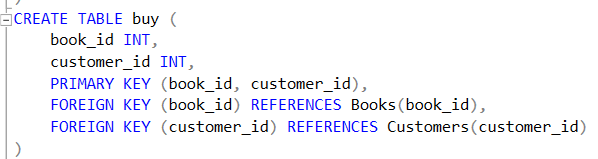 CREATE TABLE buy (
book_id INT,
customer_id INT,
PRIMARY KEY (book_id, customer_id),
FOREIGN KEY (book_id) REFERENCES Books(book_id),
FOREIGN KEY (customer_id) REFERENCES Customers(customer_id)
)